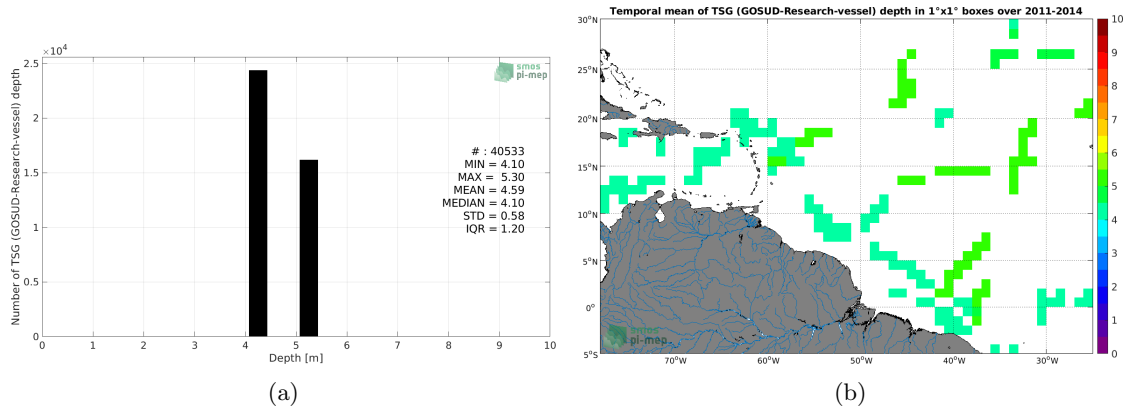 ×10⁴
2.5
2
1.5
1
0.5
0
Number of TSG (GOSUD-Research-vessel) depth
0 1 2 3 4 5 6 7 8 9 10
Depth [m]
smos
pi-mep
# : 40533
MIN = 4.10
MAX = 5.30
MEAN = 4.59
MEDIAN = 4.10
STD = 0.58
IQR = 1.20
(a)
Temporal mean of TSG (GOSUD-Research-vessel) depth in 1°x1° boxes over 2011-2014
30°N
25°N
20°N
15°N
10°N
5°N
0°
5°S
70°W 60°W 50°W 40°W 30°W
smos
pi-mep
10
9
8
7
6
5
4
3
2
1
0
(b)